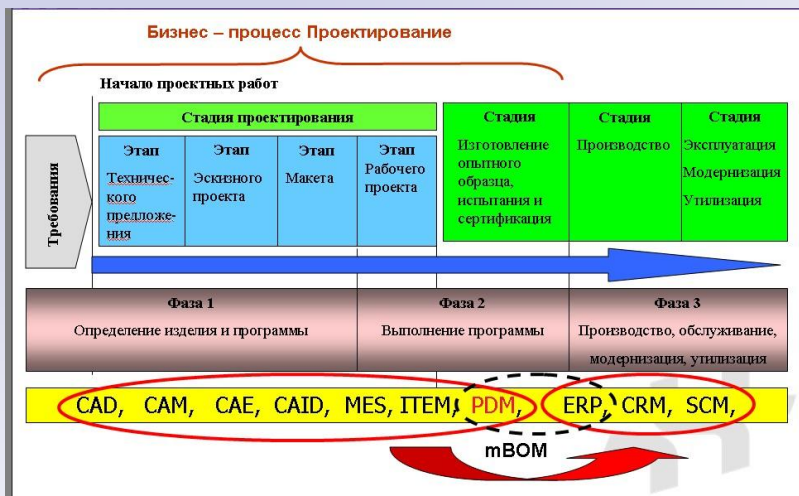 Бизнес – процесс Проектирование
Начало проектных работ
Требования
Стадия проектирования
Этап
Техничес-
кого
предложе-
ния
Этап
Эскизного
проекта
Этап
Макета
Этап
Рабочего
проекта
Стадия
Изготовление
опытного
образца,
испытания и
сертификация
Стадия
Производство
Стадия
Эксплуатация
Модернизация
Утилизация
Фаза 1
Определение изделия и программы
Фаза 2
Выполнение программы
Фаза 3
Производство, обслуживание,
модернизация, утилизация
CAD, CAM, CAE, CAID, MES, ITEM, PDM, ERP, CRM, SCM,
mBOM